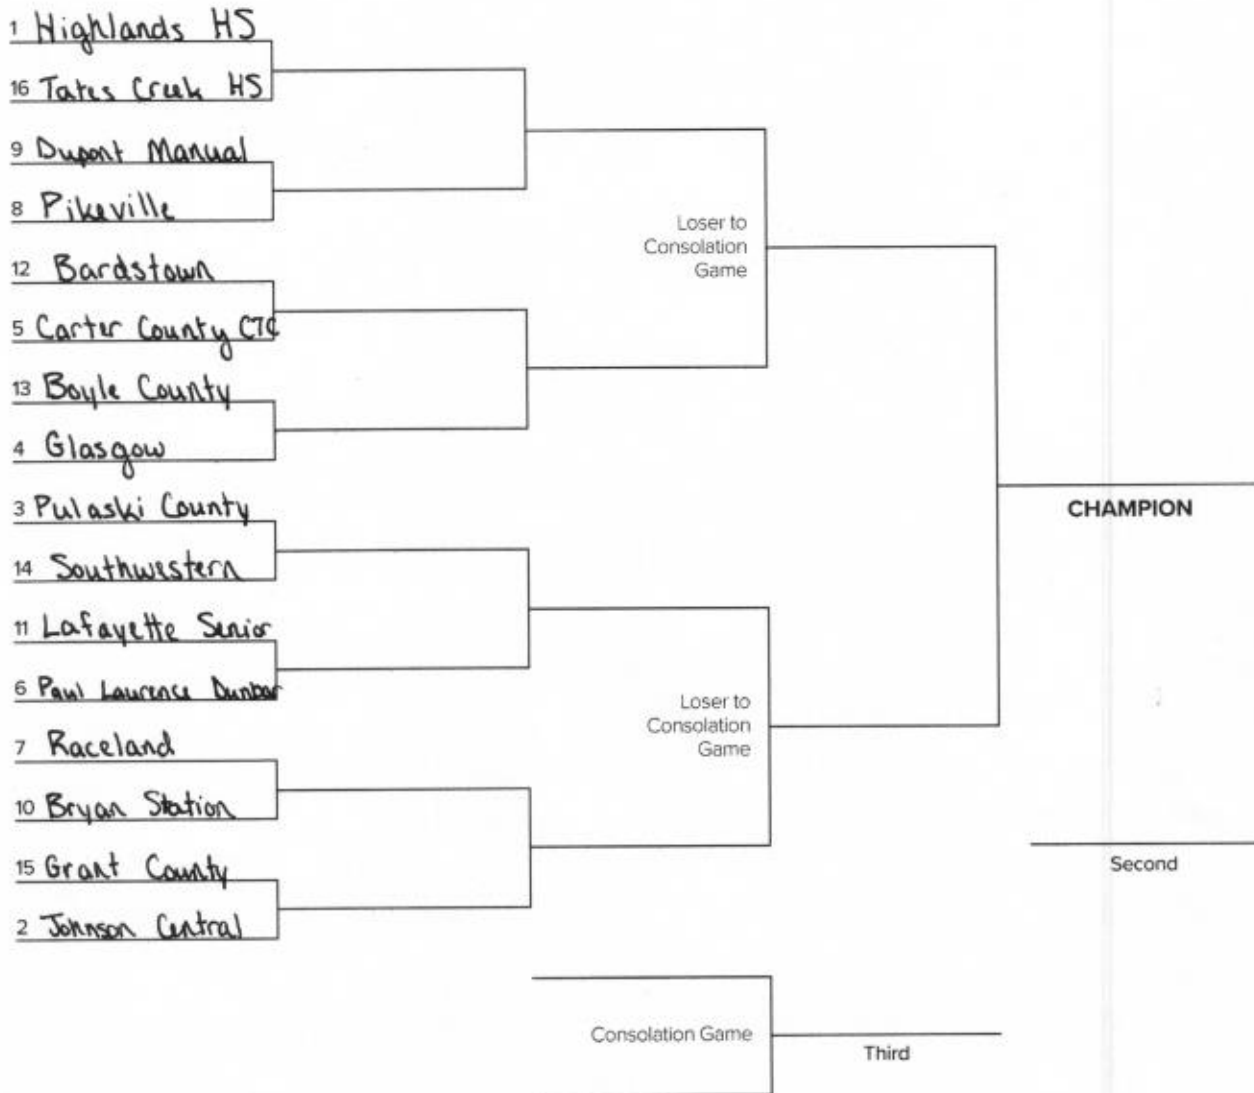 1 Highlands HS
16 Tates Creek HS
9 Dupont Manual
8 Pikeville
12 Bardstown
5 Carter County CTC
13 Boyle County
4 Glasgow
3 Pulaski County
14 Southwestern
11 Lafayette Senior
6 Paul Laurence Dunbar
7 Raceland
10 Bryan Station
15 Grant County
2 Johnson Central
Loser to
Consolation
Game
Loser to
Consolation
Game
CHAMPION
Second
Consolation Game
Third